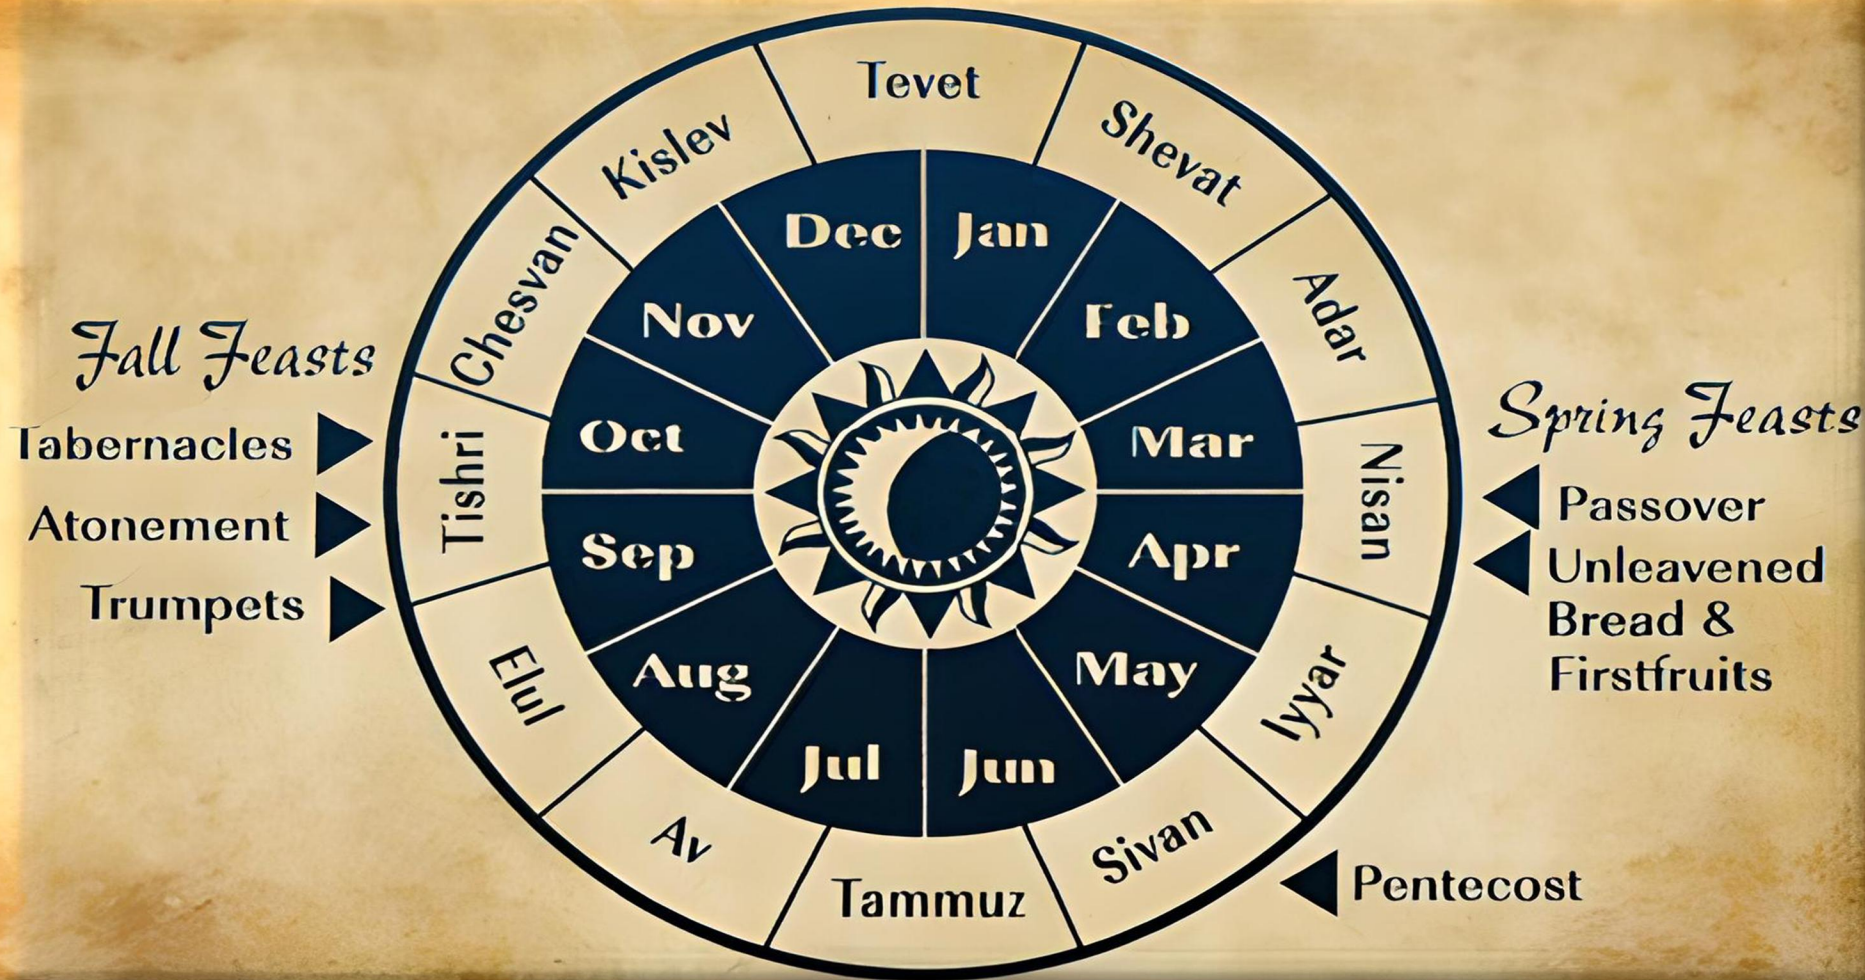 Tevet
Shevat
Adar
Nisan
Iyyar
Sivan
Tammuz
Av
Elul
Tishri
Chesvan
Kislev
Jan
Feb
Mar
Apr
May
Jun
Jul
Aug
Sep
Oct
Nov
Dec
Fall Feasts
Tabernacles
Atonement
Trumpets
Spring Feasts
Passover
Unleavened
Bread &
Firstfruits
Pentecost